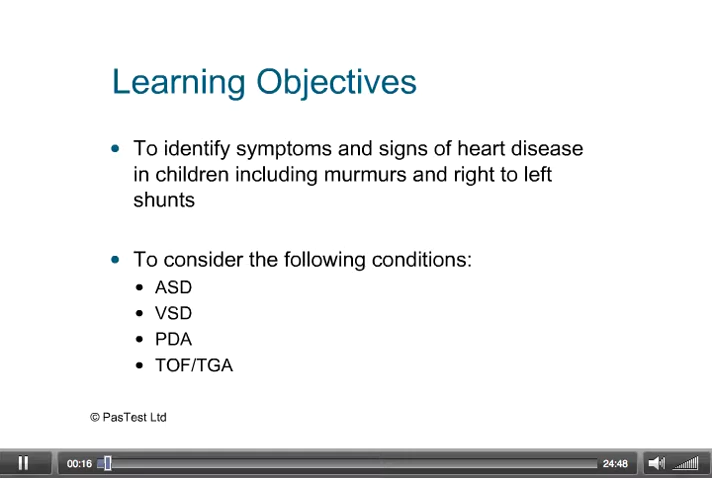 Learning Objectives
• To identify symptoms and signs of heart disease
in children including murmurs and right to left
shunts
• To consider the following conditions:
• ASD
• VSD
• PDA
• TOF/TGA
© PasTest Ltd
00:16 24:48